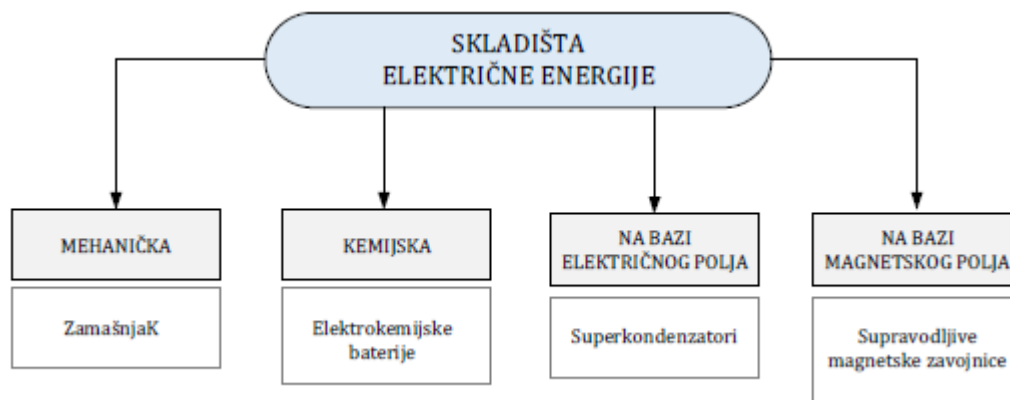 SKLADIŠTA
ELEKTRIČNE ENERGIJE
MEHANIČKA
KEMIJSKA
NA BAZI
ELEKTRIČNOG POLJA
NA BAZI
MAGNETSKOG POLJA
ZamašnjaK
Elektrokemijske
baterije
Superkondenzatori
Supravodljive
magnetske zavojnice